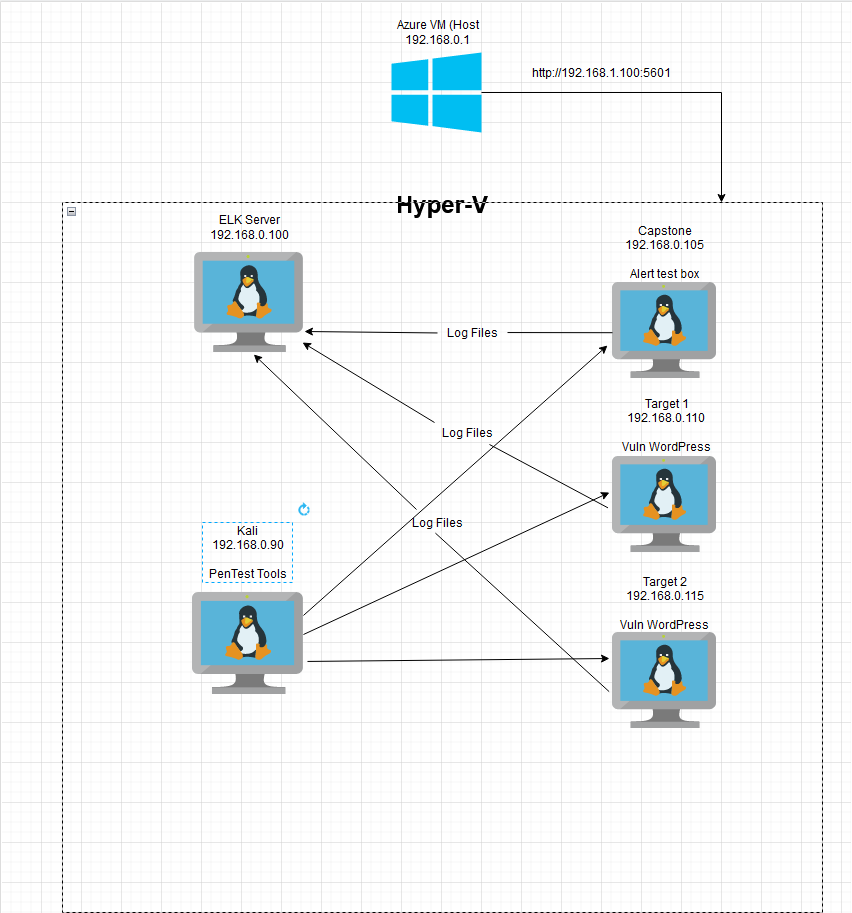 Azure VM (Host
192.168.0.1
http://192.168.1.100:5601
Hyper-V
ELK Server
192.168.0.100
Capstone
192.168.0.105
Alert test box
Log Files
Target 1
192.168.0.110
Vuln WordPress
Log Files
Kali
192.168.0.90
PenTest Tools
Log Files
Target 2
192.168.0.115
Vuln WordPress